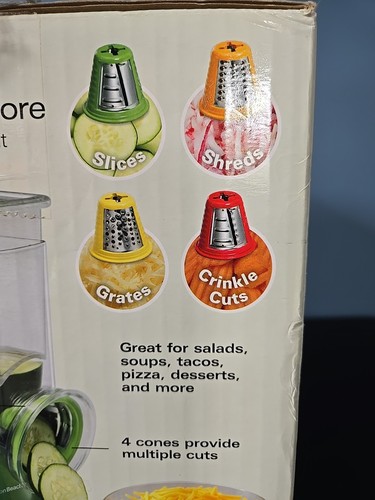 ore
t
Slices
Shreds
Grates
Crinkle
Cuts
Great for salads,
soups, tacos,
pizza, desserts,
and more
4 cones provide
multiple cuts